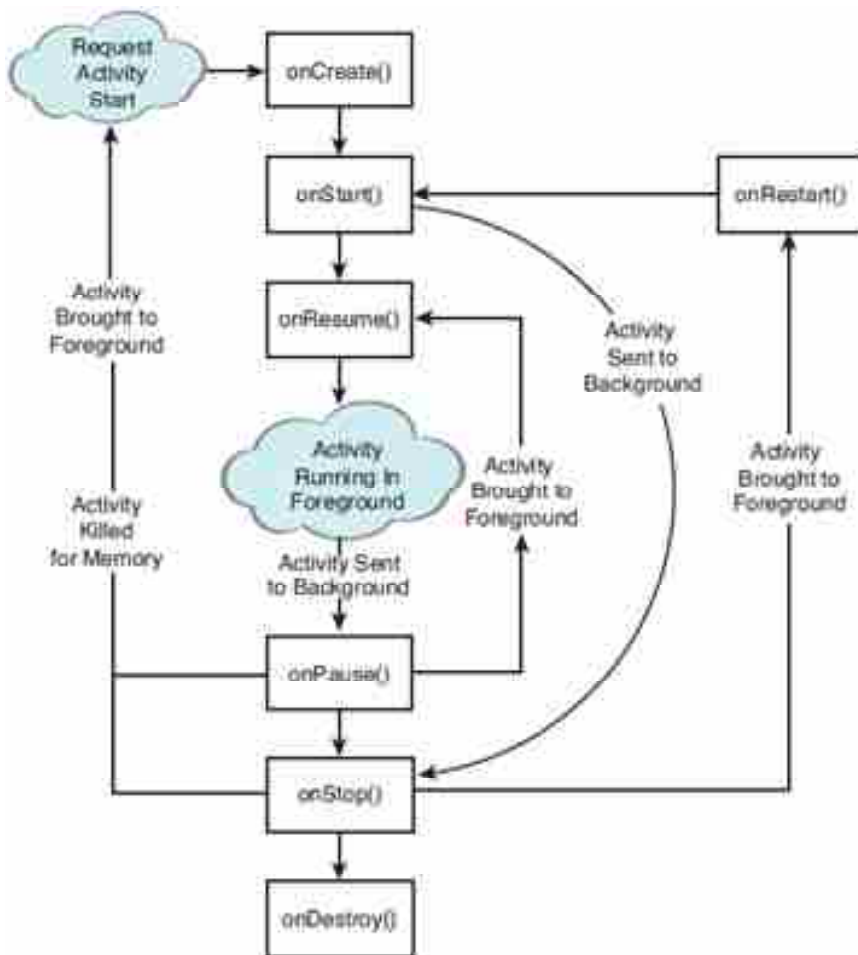 Request
Activity
Start
onCreate()
onStart()
onRestart()
onResume()
Activity
Brought to
Foreground
Activity
Sent to
Background
Activity
Running In
Foreground
Activity
Brought to
Foreground
Activity
Brought to
Foreground
Activity
Killed
for Memory
Activity Sent
to Background
onPause()
onStop()
onDestroy()